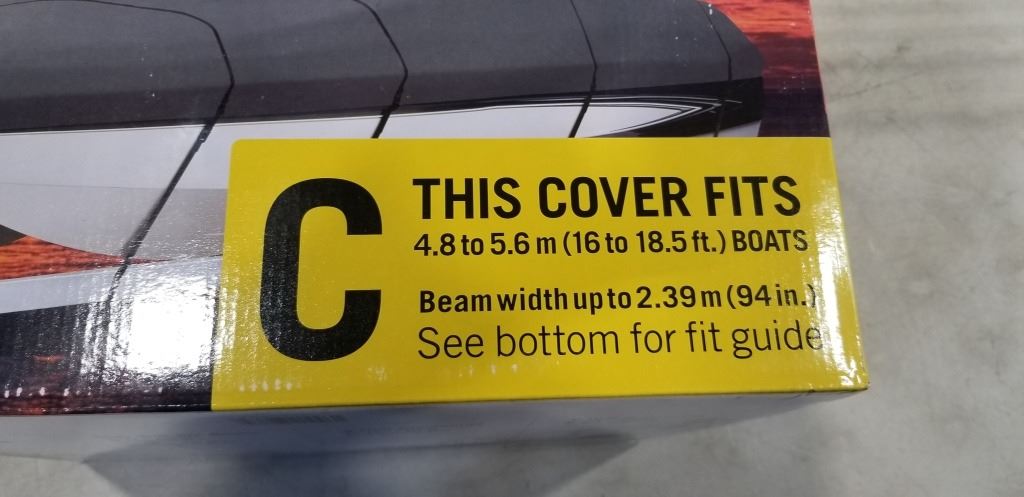 C
THIS COVER FITS
4.8 to 5.6 m (16 to 18.5 ft.) BOATS
Beam width up to 2.39 m (94 in.)
See bottom for fit guide